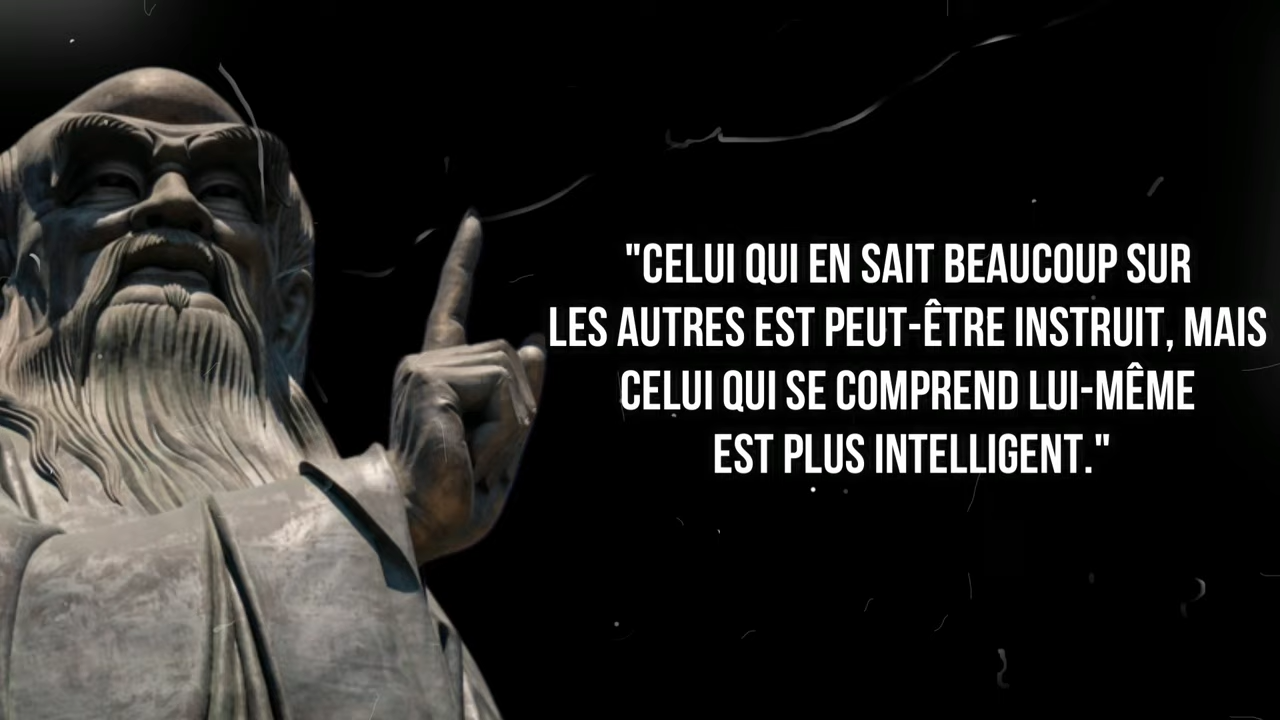 "CELUI QUI EN SAIT BEAUCOUP SUR
LES AUTRES EST PEUT-ÊTRE INSTRUIT, MAIS
CELUI QUI SE COMPREND LUI-MÊME
EST PLUS INTELLIGENT."